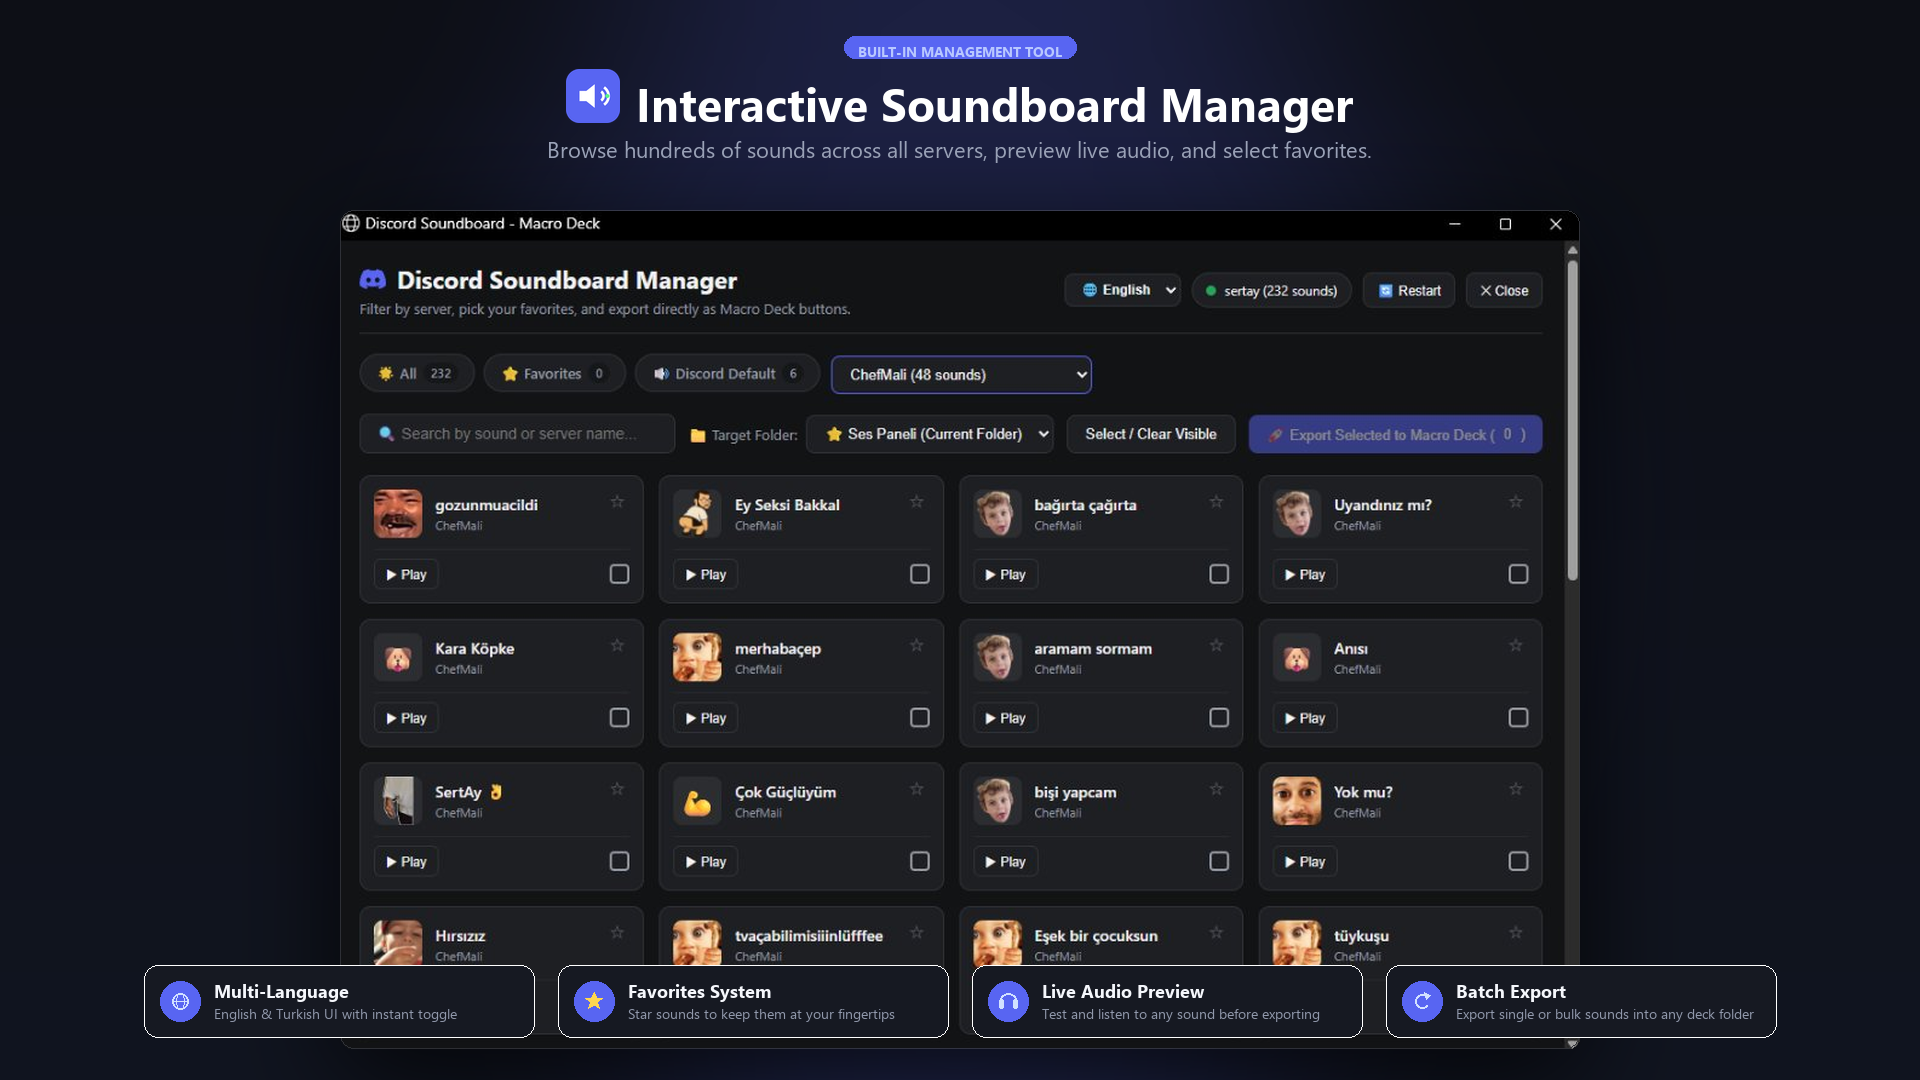 BUILT-IN MANAGEMENT TOOL
Interactive Soundboard Manager
Browse hundreds of sounds across all servers, preview live audio, and select favorites.
Discord Soundboard - Macro Deck
Discord Soundboard Manager
Filter by server, pick your favorites, and export directly as Macro Deck buttons.
English
sertay (232 sounds)
Restart
Close
All 232
Favorites 0
Discord Default 6
ChefMali (48 sounds)
Search by sound or server name...
Target Folder:
Ses Paneli (Current Folder)
Select / Clear Visible
Export Selected to Macro Deck ( 0 )
gozunmuacildi
ChefMali
Play
Ey Seksi Bakkal
ChefMali
Play
bağırta çağırta
ChefMali
Play
Uyandınız mı?
ChefMali
Play
Kara Köpke
ChefMali
Play
merhabaçep
ChefMali
Play
aramam sormam
ChefMali
Play
Anısı
ChefMali
Play
SertAy 👌
ChefMali
Play
Çok Güçlüyüm
ChefMali
Play
bişi yapcam
ChefMali
Play
Yok mu?
ChefMali
Play
Hırsızız
ChefMali
tvaçabilimisiiinlüfffee
ChefMali
Eşek bir çocuksun
ChefMali
tüykuşu
ChefMali
Multi-Language
English & Turkish UI with instant toggle
Favorites System
Star sounds to keep them at your fingertips
Live Audio Preview
Test and listen to any sound before exporting
Batch Export
Export single or bulk sounds into any deck folder